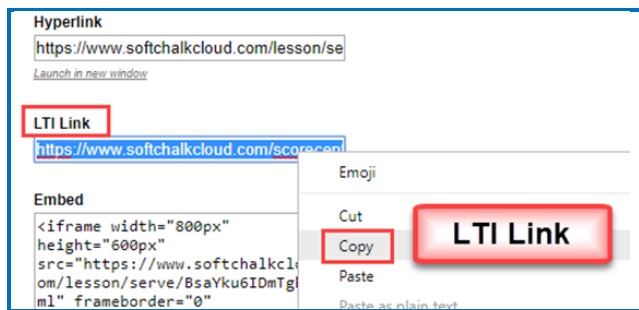 Hyperlink
https://www.softchalkcloud.com/lesson/se
Launch in new window
LTI Link
https://www.softchalkcloud.com/scorecen
Embed
<iframe width="800px"
height="600px"
src="https://www.softchalkcl
om/lesson/serve/BsaYku6IDmTg
ml" frameborder="0"
Emoji
Cut
Copy
Paste
Paste as plain text
LTI Link